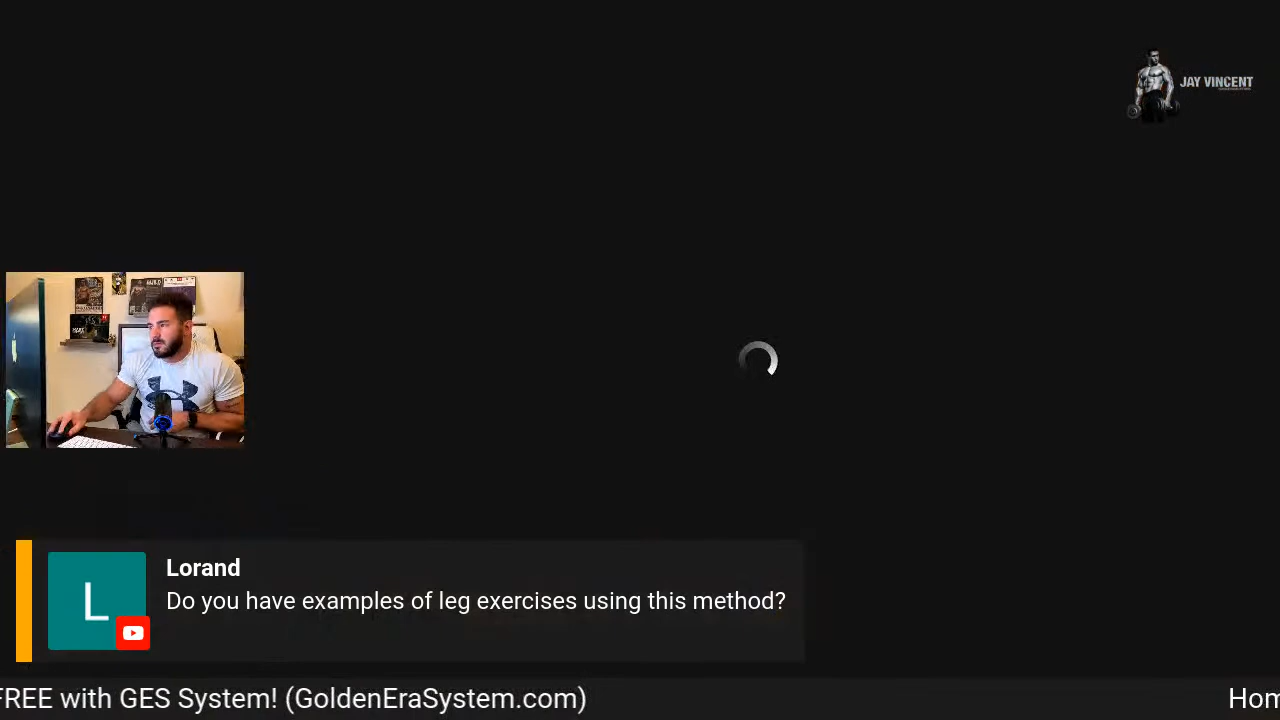 JAY VINCENT
L
Lorand
Do you have examples of leg exercises using this method?
FREE with GES System! (GoldenEraSystem.com)
Hom